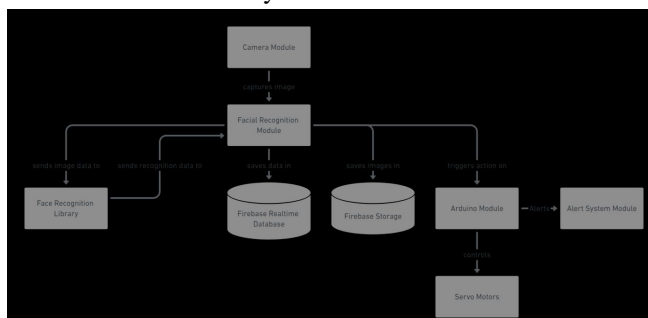 Camera Module
captures image
Facial Recognition
Module
sends image data to
sends recognition data to
saves data in
saves images in
triggers action on
Face Recognition
Library
Firebase Realtime
Database
Firebase Storage
Arduino Module
Alerts
Alert System Module
controls
Servo Motors